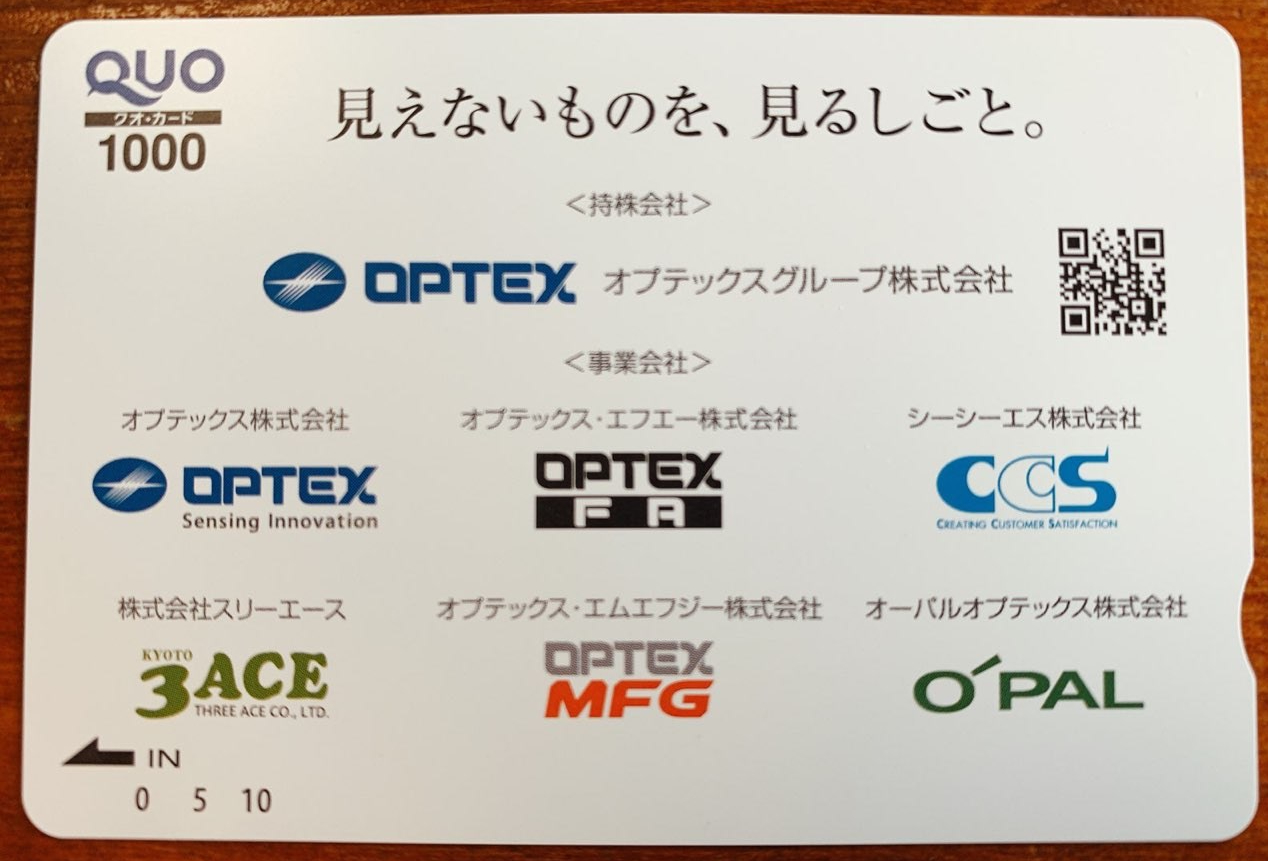 QUO
クオ・カード
1000
見えないものを、見るしごと。
＜持株会社＞
OPTEX オプテックスグループ株式会社
＜事業会社＞
オプテックス株式会社
OPTEX
Sensing Innovation
オプテックス・エフエー株式会社
OPTEX
FA
シーシーエス株式会社
CCS
CREATING CUSTOMER SATISFACTION
株式会社スリーエース
KYOTO
3ACE
THREE ACE CO., LTD.
オプテックス・エムエフジー株式会社
OPTEX
MFG
オーパルオプテックス株式会社
O'PAL
IN
0 5 10